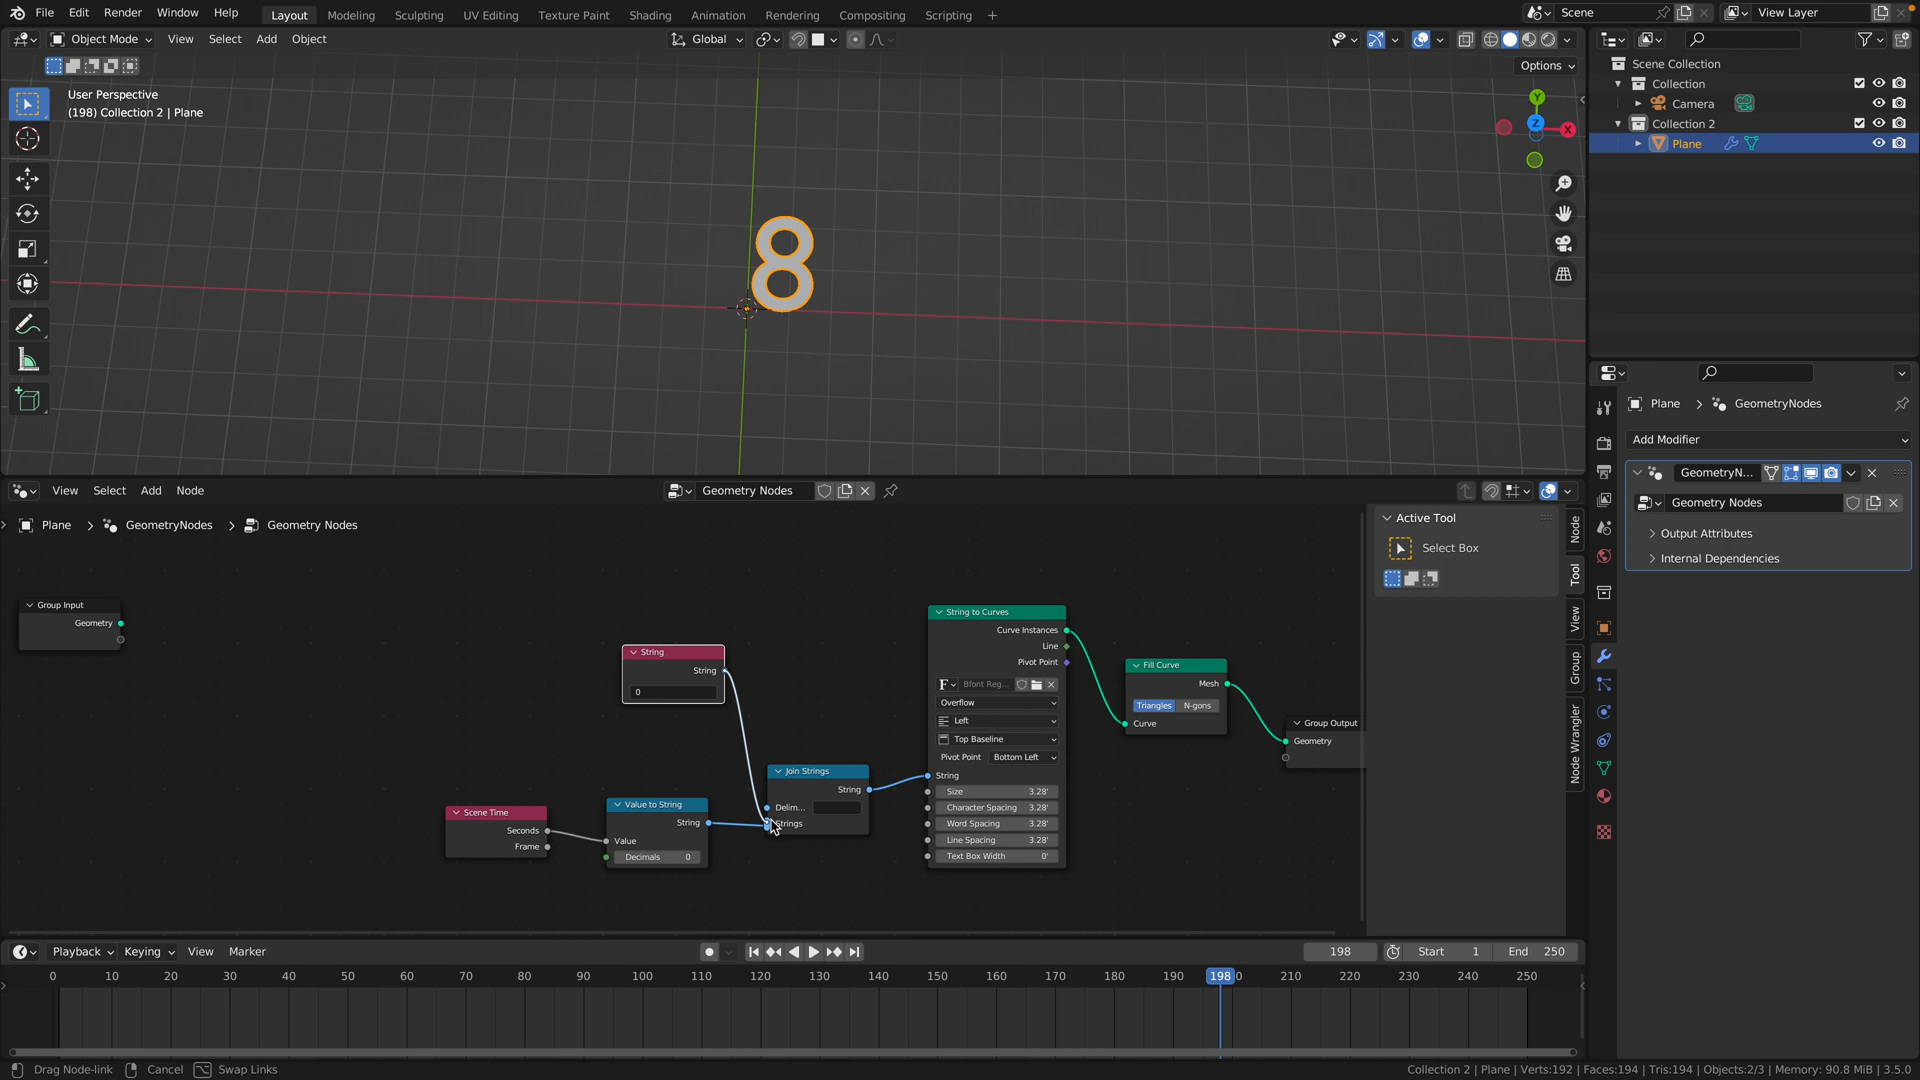 File Edit Render Window Help Layout Modeling Sculpting UV Editing Texture Paint Shading Animation Rendering Compositing Scripting + Scene View Layer
Object Mode View Select Add Object Global
Options
User Perspective
(198) Collection 2 | Plane
Y
Z
X
8
Scene Collection
Collection
Camera
Collection 2
Plane
View Select Add Node Geometry Nodes
Plane > GeometryNodes > Geometry Nodes
Group Input
Geometry
String
String
0
Scene Time
Seconds
Frame
Value to String
String
Value
Decimals 0
Join Strings
String
Delim...
Strings
String to Curves
Curve Instances
Line
Pivot Point
F Bfont Reg...
Overflow
Left
Top Baseline
Pivot Point Bottom Left
String
Size 3.28'
Character Spacing 3.28'
Word Spacing 3.28'
Line Spacing 3.28'
Text Box Width 0'
Fill Curve
Mesh
Triangles N-gons
Curve
Group Output
Geometry
Active Tool
Select Box
Node
Tool
View
Group
Node Wrangler
Plane > GeometryNodes
Add Modifier
GeometryN...
Geometry Nodes
Output Attributes
Internal Dependencies
Playback Keying View Marker 198 Start 1 End 250
0 10 20 30 40 50 60 70 80 90 100 110 120 130 140 150 160 170 180 190 198 0 210 220 230 240 250
Drag Node-link Cancel Swap Links Collection 2 | Plane | Verts:192 | Faces:194 | Tris:194 | Objects:2/3 | Memory: 90.8 MiB | 3.5.0